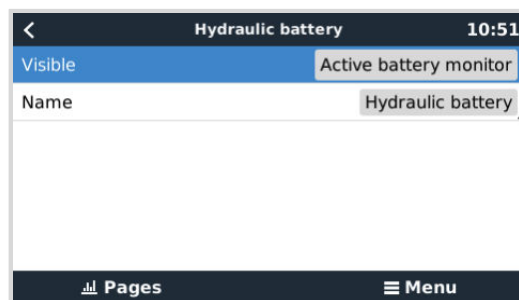 Hydraulic battery 10:51
Visible Active battery monitor
Name Hydraulic battery
Pages Menu